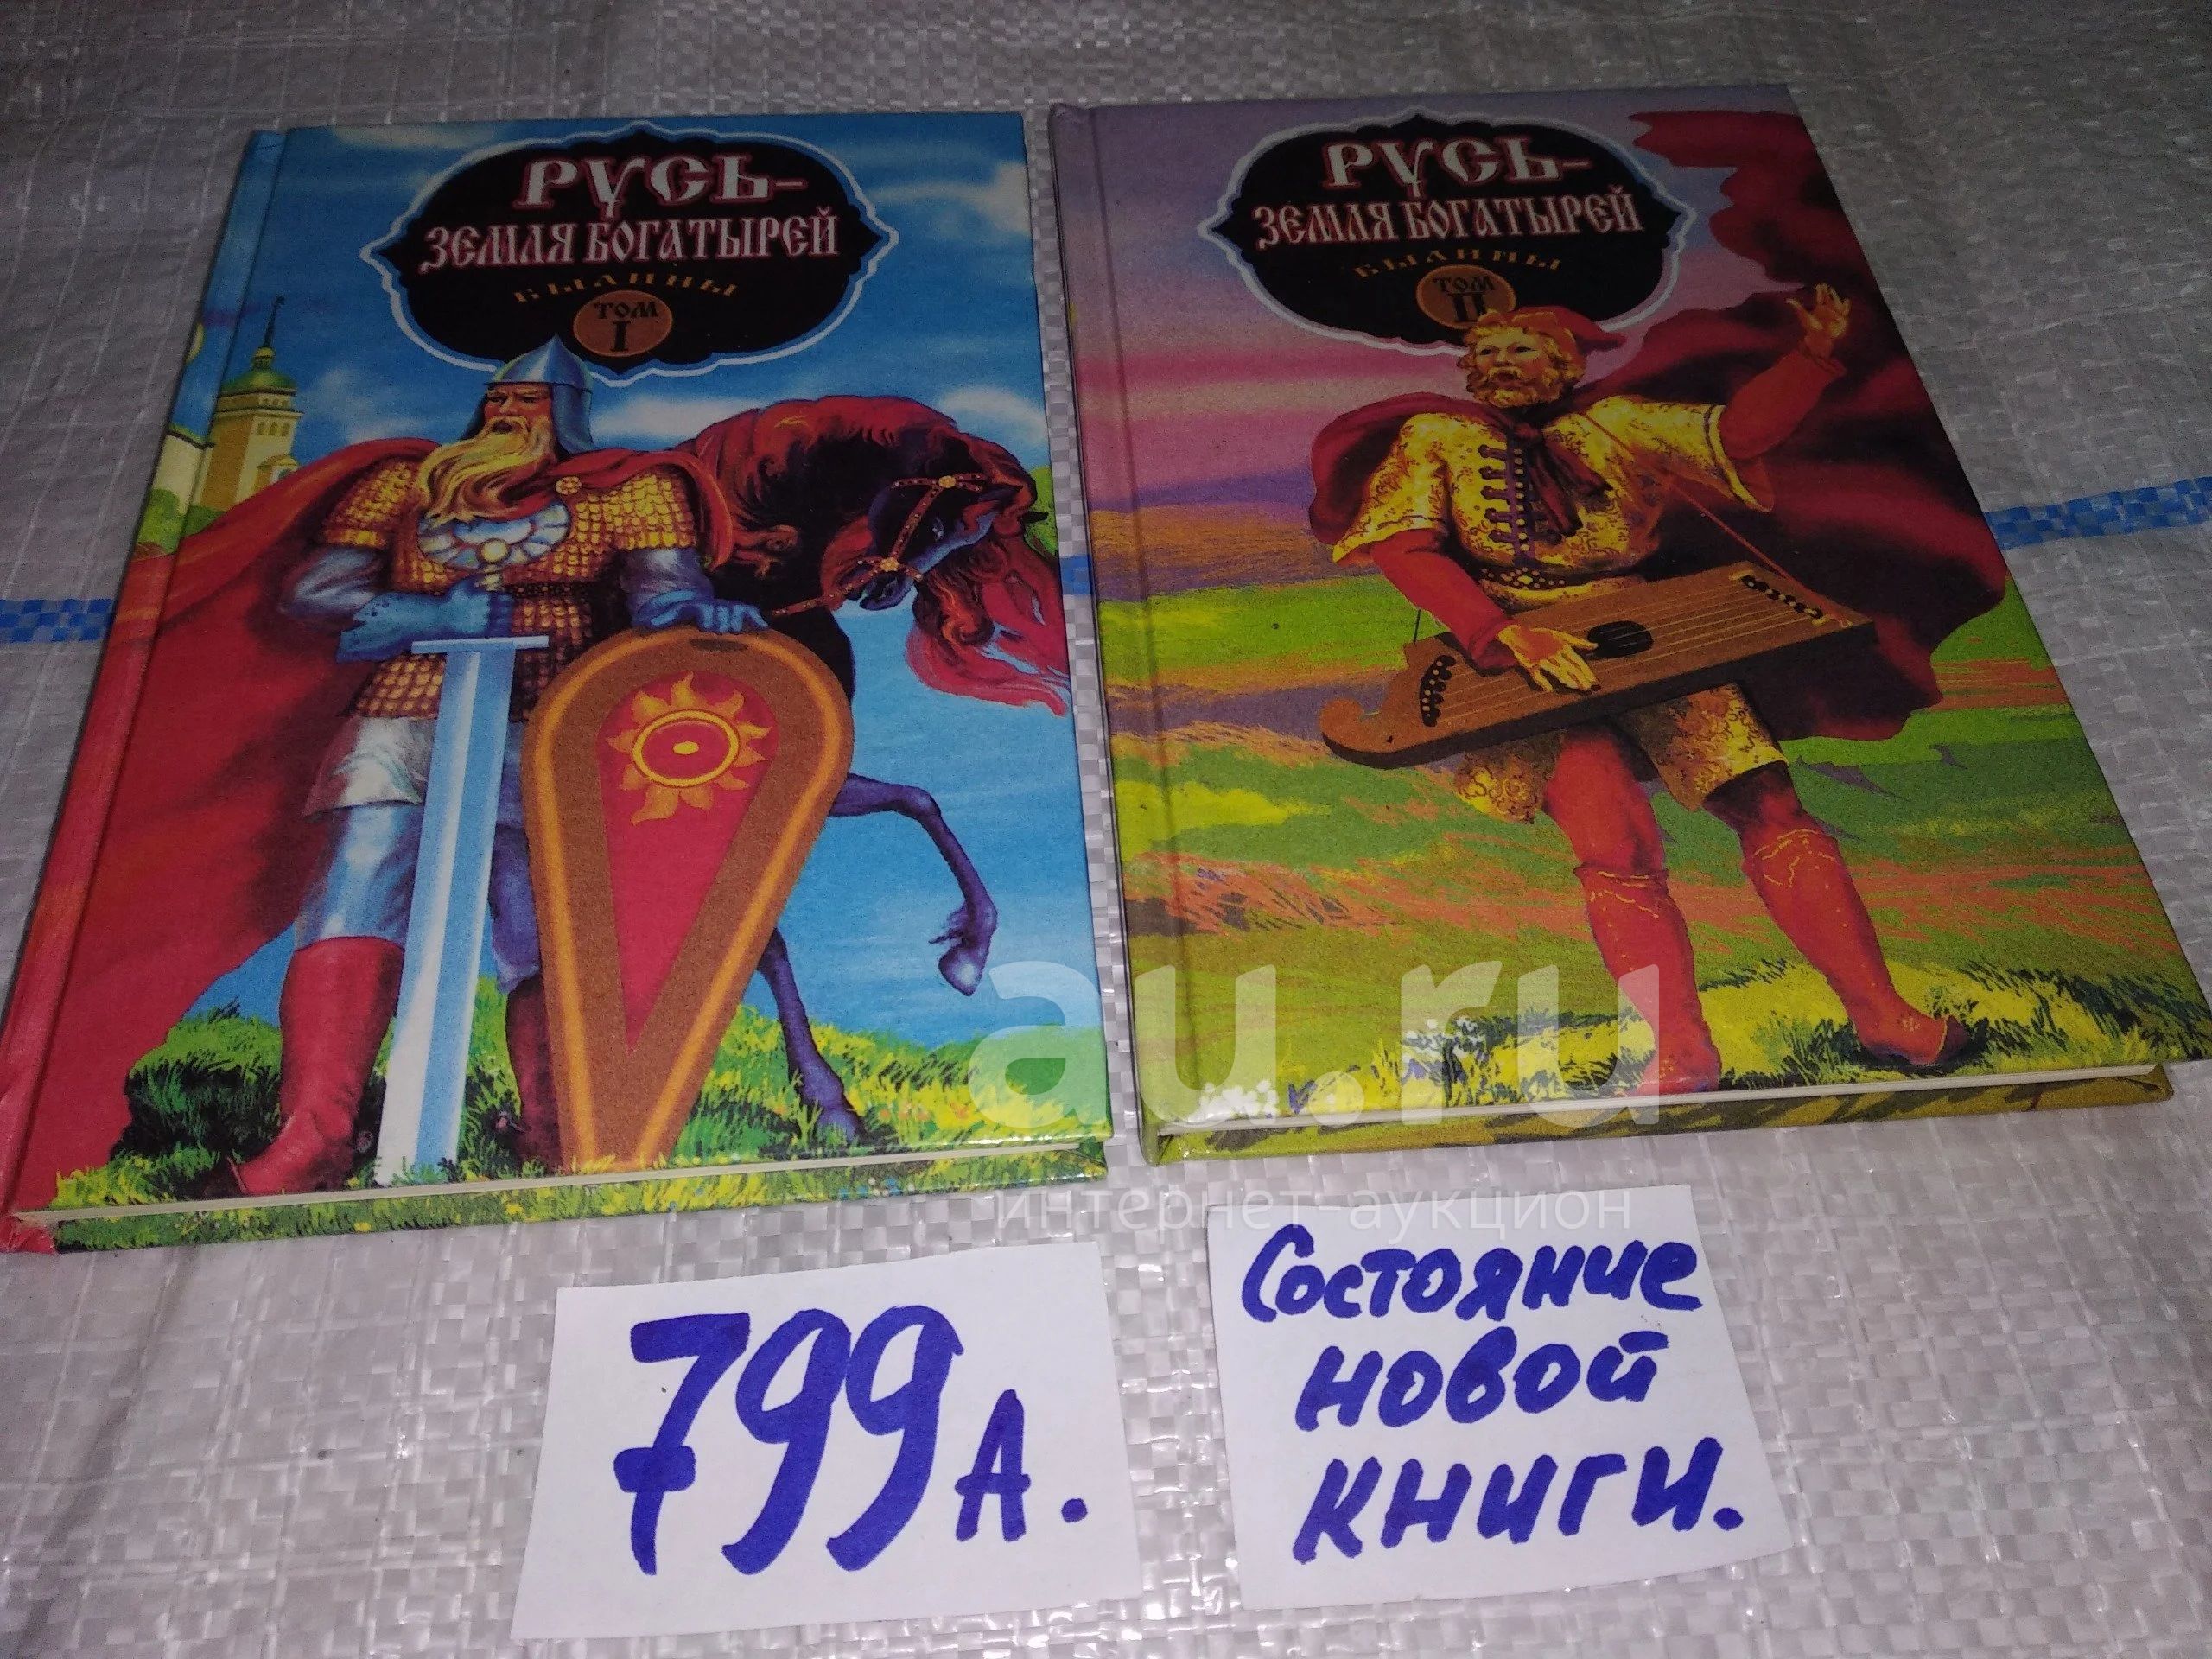 РУСЬ-
ЗЕМЛЯ БОГАТЫРЕЙ
БЫЛИНЫ
ТОМ
I
РУСЬ-
ЗЕМЛЯ БОГАТЫРЕЙ
БЫЛИНЫ
ТОМ
II
au.ru
интернет-аукцион
799А.
Состояние
новой
книги.